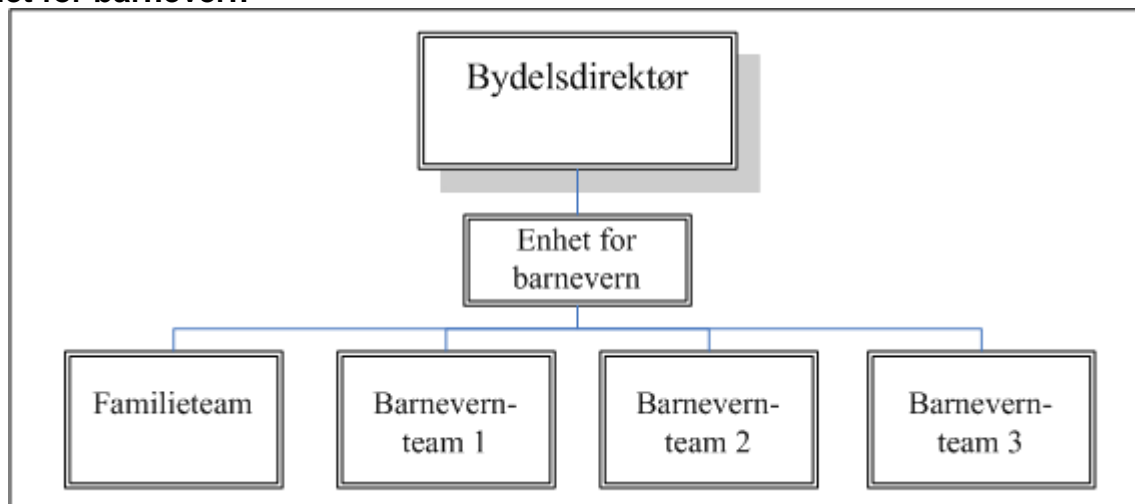 Bydelsdirektør
Enhet for
barnevern
Familieteam
Barnevern-
team 1
Barnevern-
team 2
Barnevern-
team 3